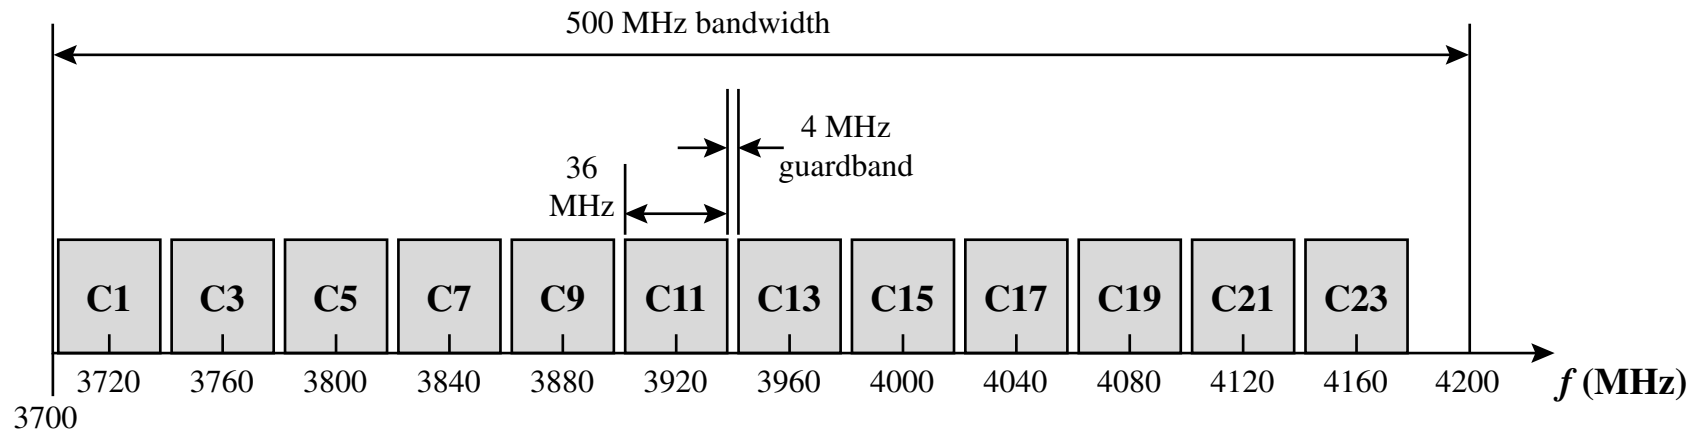 500 MHz bandwidth
4 MHz
guardband
36
MHz
C1 C3 C5 C7 C9 C11 C13 C15 C17 C19 C21 C23
3720 3760 3800 3840 3880 3920 3960 4000 4040 4080 4120 4160 4200 f (MHz)
3700